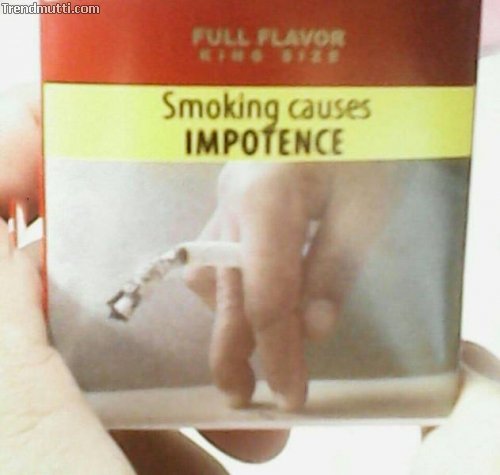 Trendmutti.com
FULL FLAVOR
KING SIZE
Smoking causes
IMPOTENCE